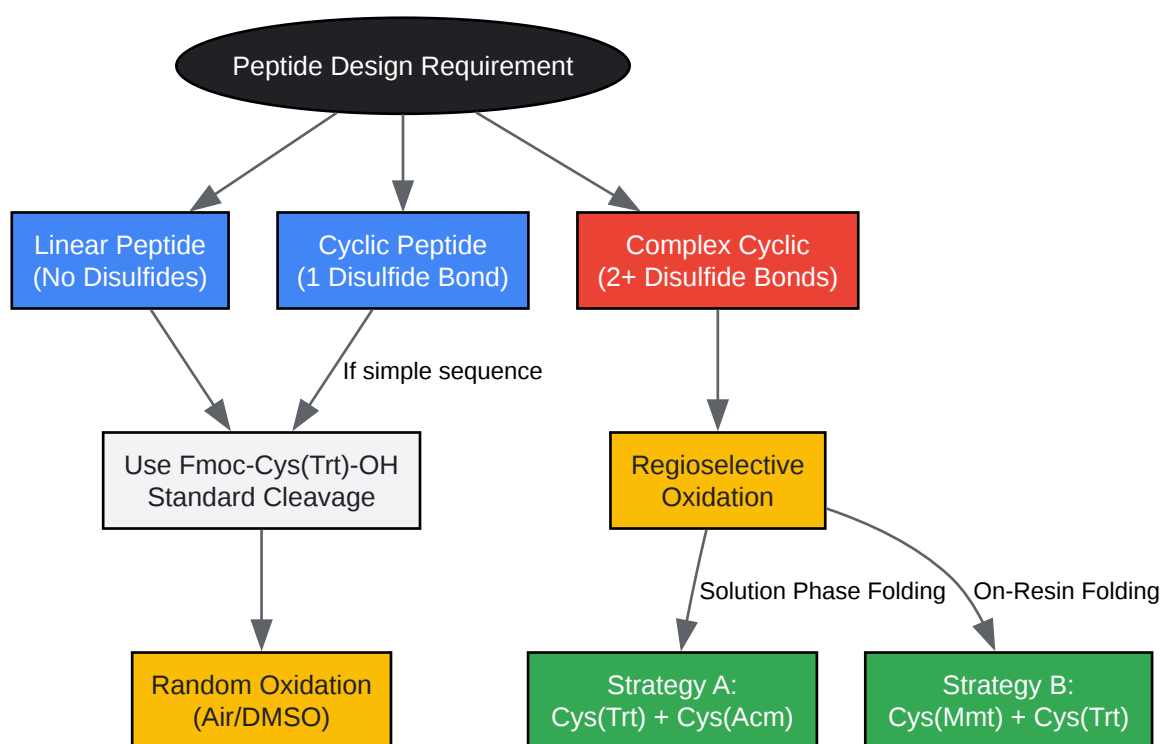 Peptide Design Requirement
Linear Peptide
(No Disulfides)
Cyclic Peptide
(1 Disulfide Bond)
Complex Cyclic
(2+ Disulfide Bonds)
If simple sequence
Use Fmoc-Cys(Trt)-OH
Standard Cleavage
Regioselective
Oxidation
Solution Phase Folding
On-Resin Folding
Random Oxidation
(Air/DMSO)
Strategy A:
Cys(Trt) + Cys(Acm)
Strategy B:
Cys(Mmt) + Cys(Trt)